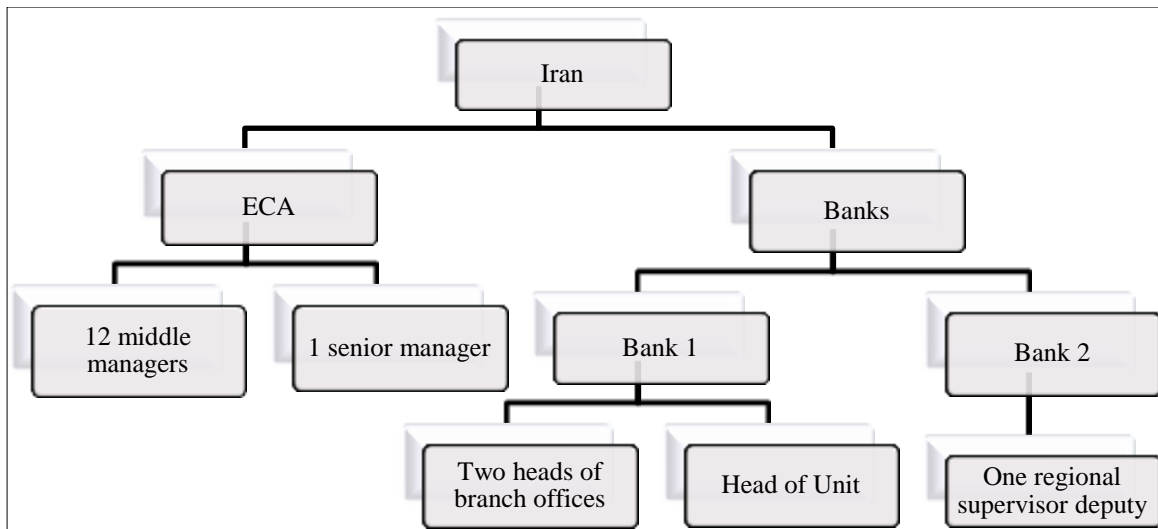 Iran
ECA
Banks
12 middle
managers
1 senior manager
Bank 1
Bank 2
Two heads of
branch offices
Head of Unit
One regional
supervisor deputy